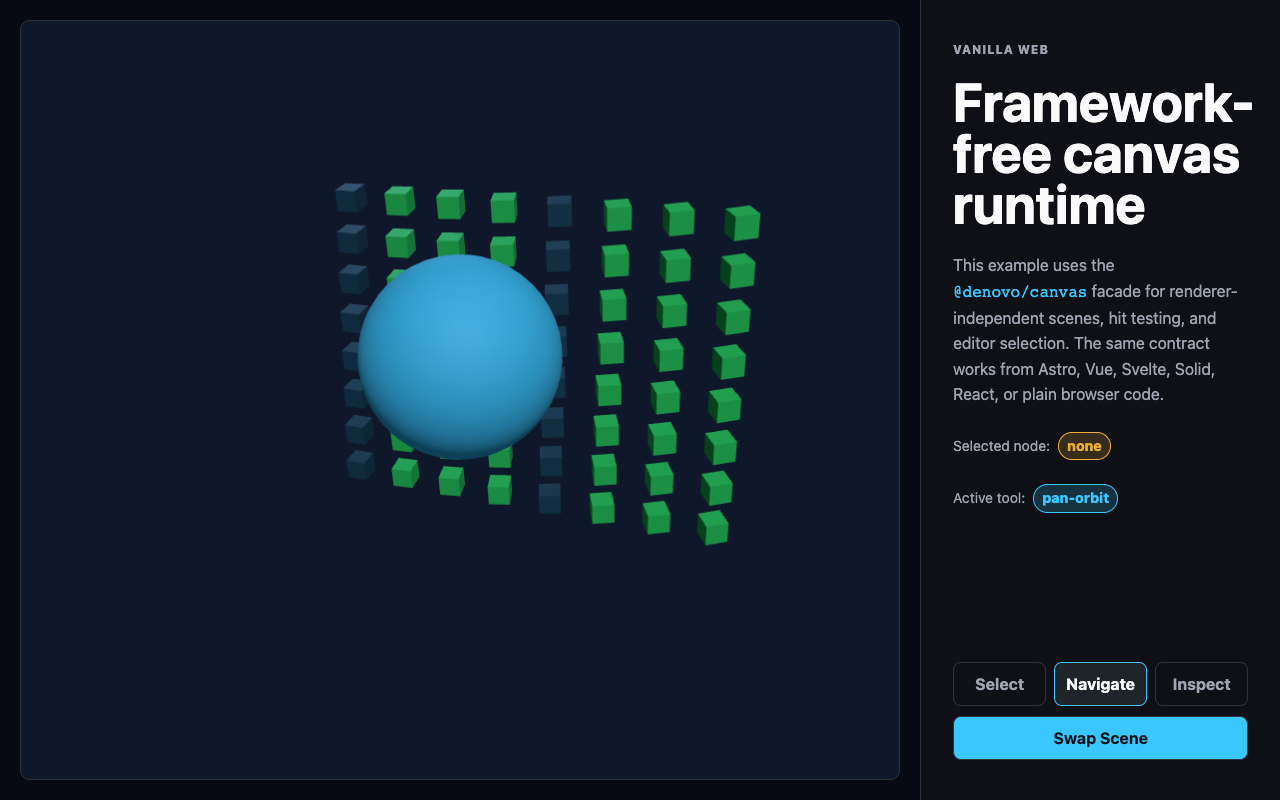 VANILLA WEB
Framework-
free canvas
runtime
This example uses the
@denovo/canvas facade for renderer-
independent scenes, hit testing, and
editor selection. The same contract
works from Astro, Vue, Svelte, Solid,
React, or plain browser code.
Selected node: none
Active tool: pan-orbit
Select Navigate Inspect
Swap Scene